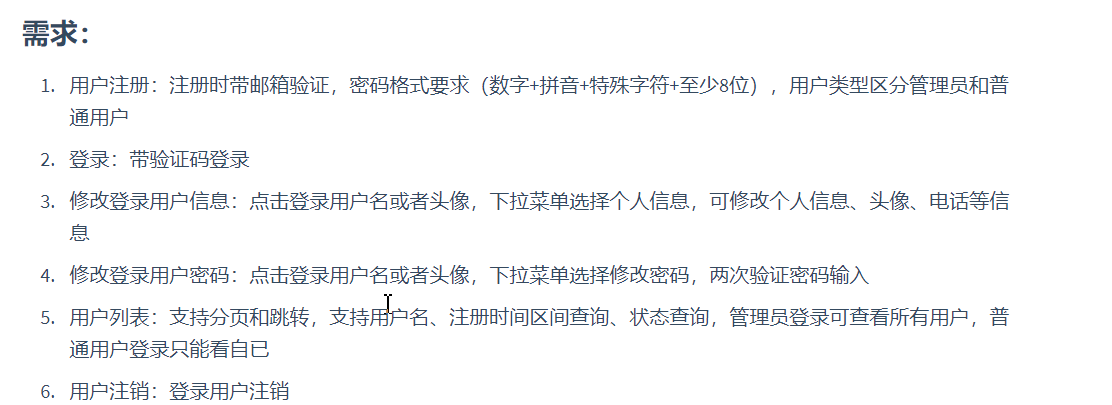 需求：
1. 用户注册：注册时带邮箱验证，密码格式要求（数字+拼音+特殊字符+至少8位），用户类型区分管理员和普
通用户
2. 登录：带验证码登录
3. 修改登录用户信息：点击登录用户名或者头像，下拉菜单选择个人信息，可修改个人信息、头像、电话等信
息
4. 修改登录用户密码：点击登录用户名或者头像，下拉菜单选择修改密码，两次验证密码输入
5. 用户列表：支持分页和跳转，支持用户名、注册时间区间查询、状态查询，管理员登录可查看所有用户，普
通用户登录只能看自已
6. 用户注销：登录用户注销